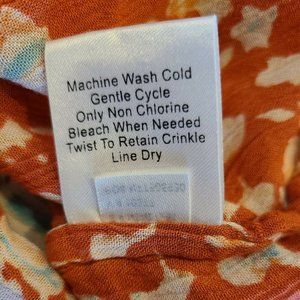 Machine Wash Cold
Gentle Cycle
Only Non Chlorine
Bleach When Needed
Twist To Retain Crinkle
Line Dry